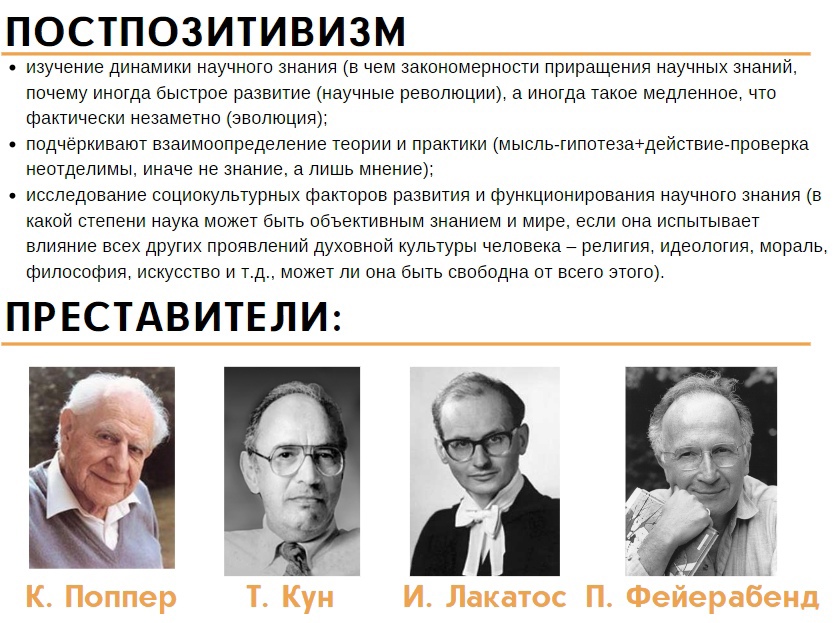 ПОСТПОЗИТИВИЗМ
• изучение динамики научного знания (в чем закономерности приращения научных знаний,
почему иногда быстрое развитие (научные революции), а иногда такое медленное, что
фактически незаметно (эволюция);
• подчёркивают взаимоопределение теории и практики (мысль-гипотеза+действие-проверка
неотделимы, иначе не знание, а лишь мнение);
• исследование социокультурных факторов развития и функционирования научного знания (в
какой степени наука может быть объективным знанием и мире, если она испытывает
влияние всех других проявлений духовной культуры человека – религия, идеология, мораль,
философия, искусство и т.д., может ли она быть свободна от всего этого).
ПРЕСТАВИТЕЛИ:
К. Поппер
Т. Кун
И. Лакатос
П. Фейерабенд